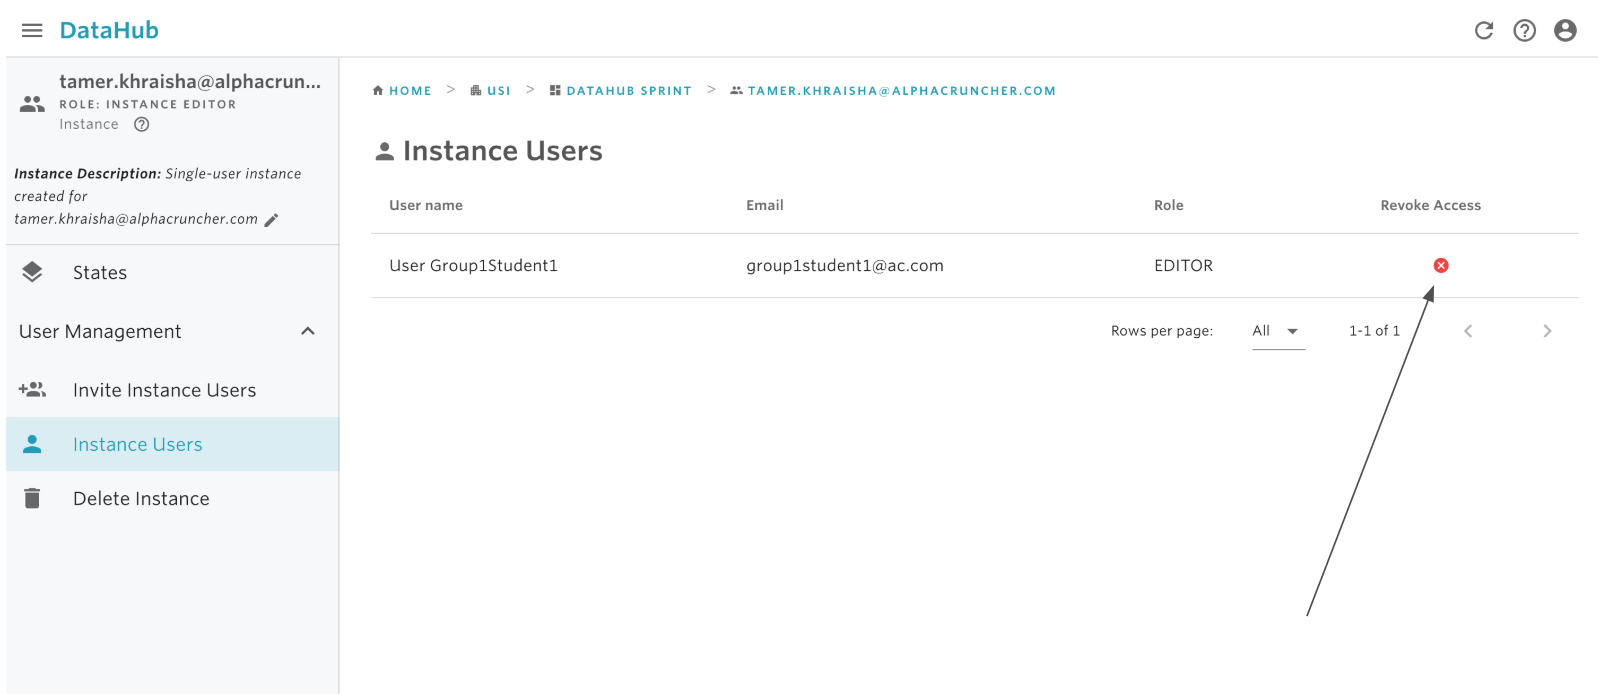 DataHub
tamer.khraisha@alphacrun...
ROLE: INSTANCE EDITOR
Instance
Instance Description: Single-user instance
created for
tamer.khraisha@alphacruncher.com
States
User Management
Invite Instance Users
Instance Users
Delete Instance
HOME > USI > DATAHUB SPRINT > TAMER.KHRAISHA@ALPHACRUNCHER.COM
Instance Users
User name Email Role Revoke Access
User Group1Student1 group1student1@ac.com EDITOR
Rows per page: All 1-1 of 1